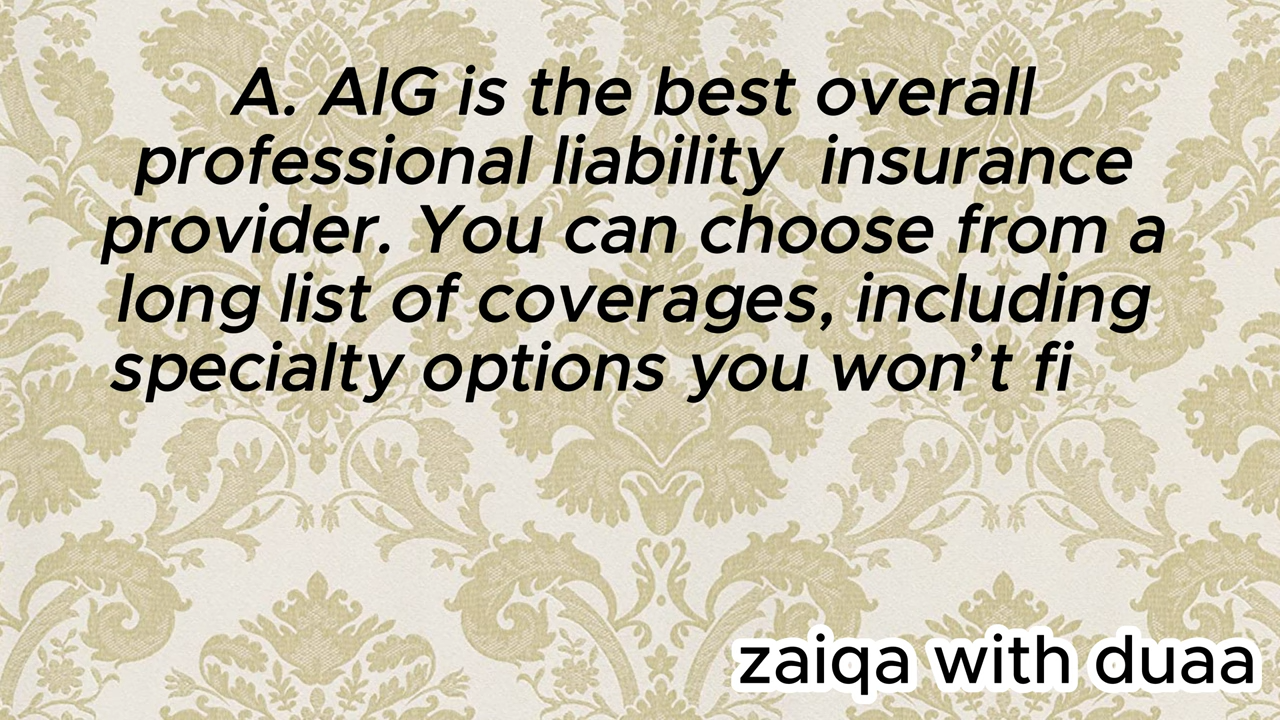 A. AIG is the best overall
professional liability  insurance
provider. You can choose from a
long list of coverages, including
specialty options you won’t fi
zaiqa with duaa